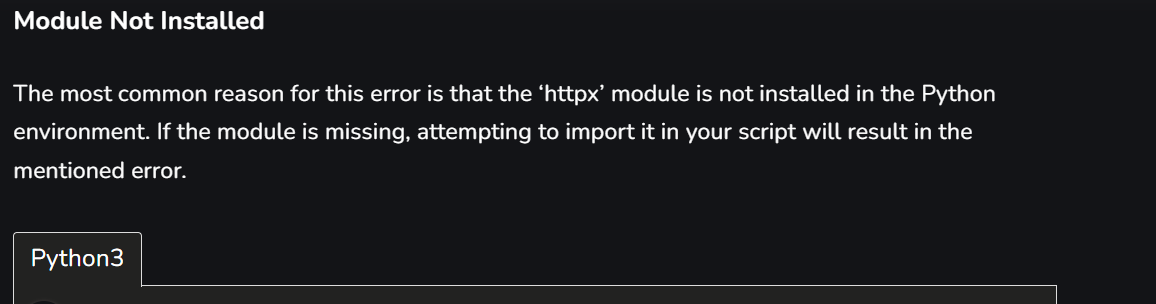 Module Not Installed
The most common reason for this error is that the ‘httpx’ module is not installed in the Python
environment. If the module is missing, attempting to import it in your script will result in the
mentioned error.
Python3